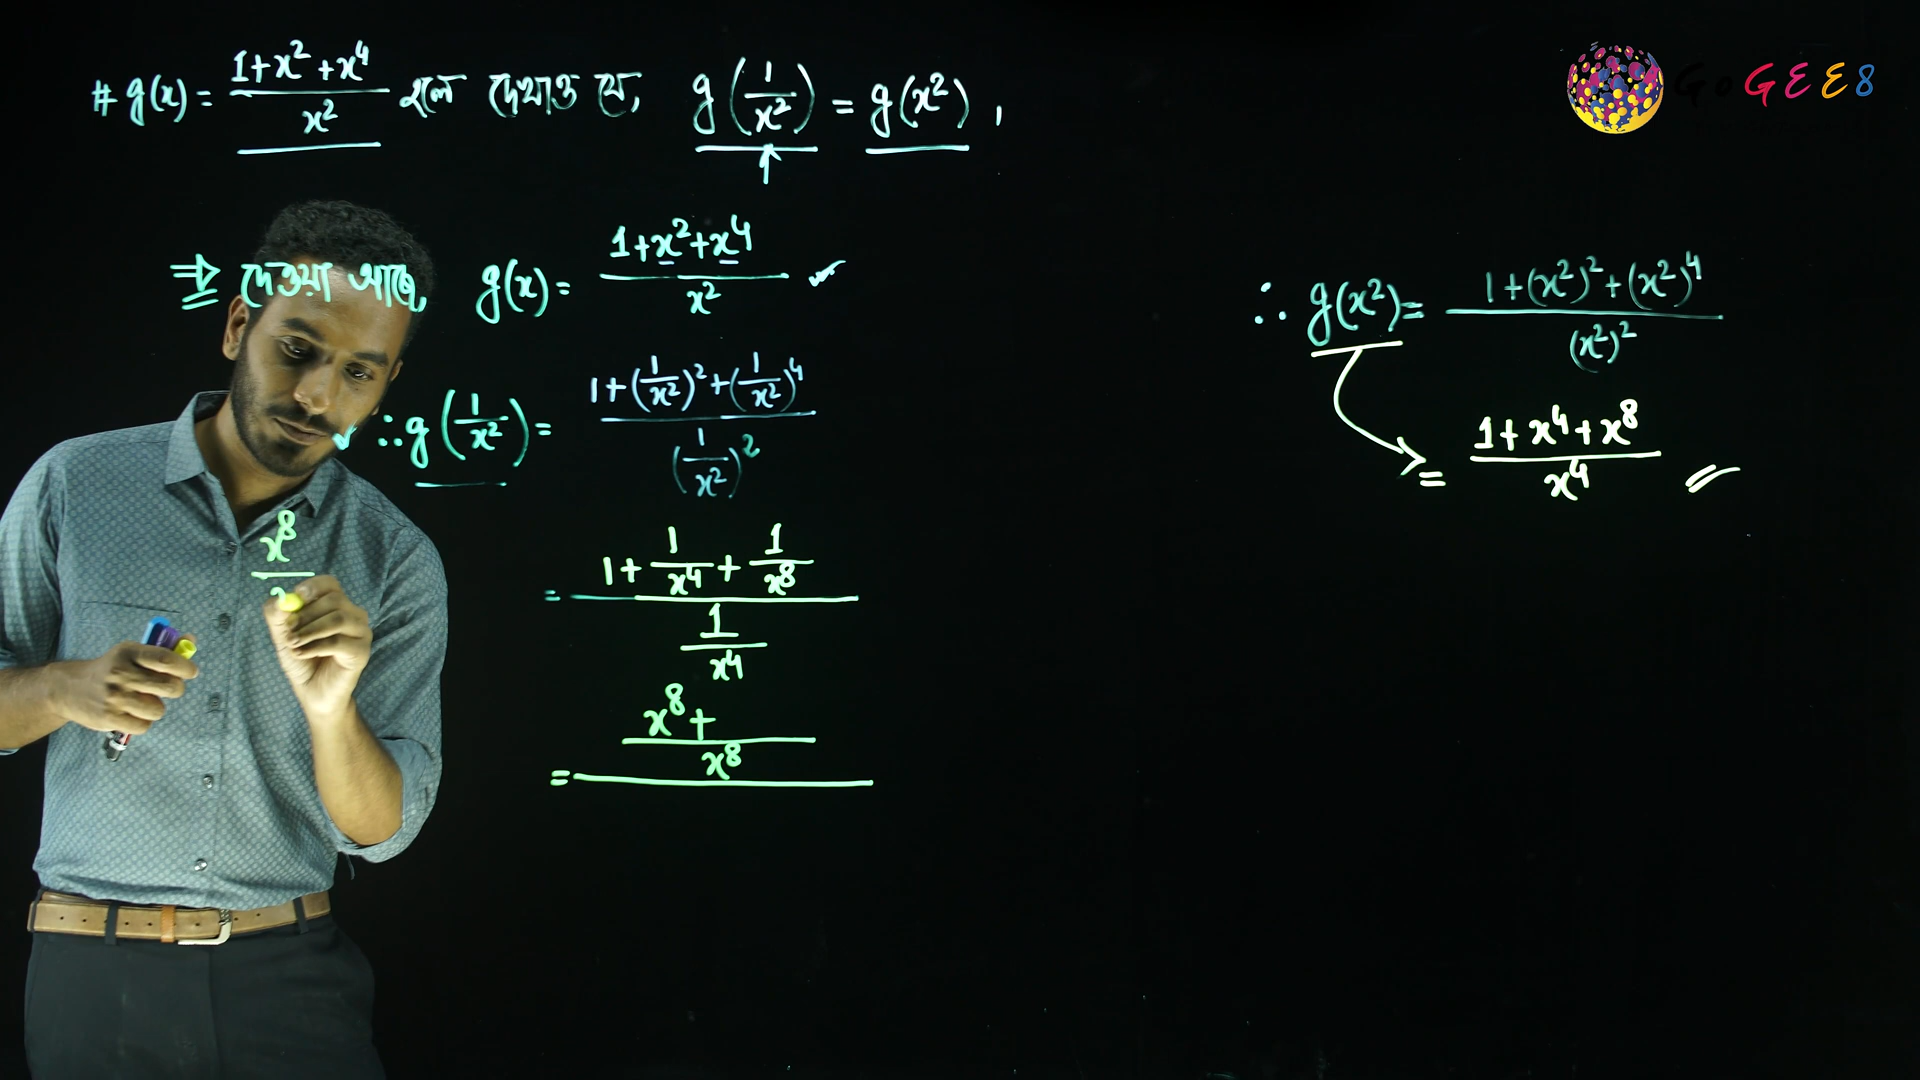 # g(x) = (1+x²+x⁴)/x² হলে দেখাও যে, g(1/x²) = g(x²),
GoGEE8
⇒ দেওয়া আছে, g(x) = (1+x²+x⁴)/x²
∴ g(1/x²) = (1+(1/x²)²+(1/x²)⁴)/(1/x²)²
= (1+1/x⁴+1/x⁸)/(1/x⁴)
= (x⁸+)/x⁸
x⁸
∴ g(x²) = (1+(x²)²+(x²)⁴)/(x²)²
= (1+x⁴+x⁸)/x⁴